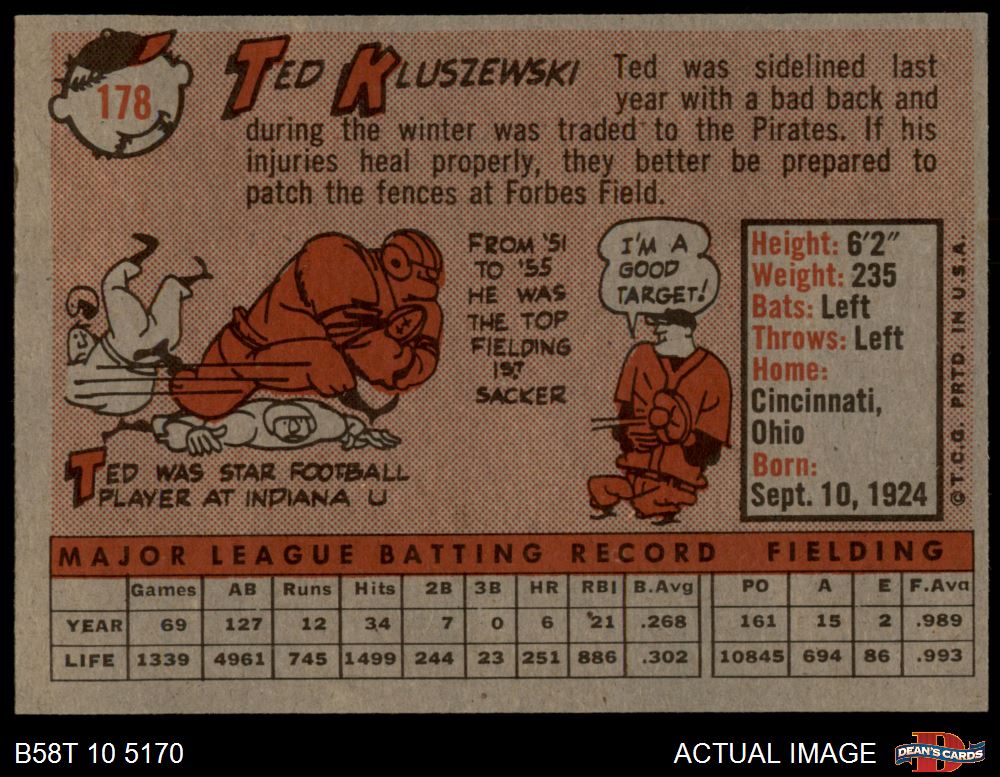 178
TED KLUSZEWSKI
Ted was sidelined last
year with a bad back and
during the winter was traded to the Pirates. If his
injuries heal properly, they better be prepared to
patch the fences at Forbes Field.
TED WAS STAR FOOTBALL
PLAYER AT INDIANA U
FROM '51
TO '55
HE WAS
THE TOP
FIELDING
1ST
SACKER
I'M A
GOOD
TARGET!
Height: 6'2"
Weight: 235
Bats: Left
Throws: Left
Home:
Cincinnati,
Ohio
Born:
Sept. 10, 1924
© T.C.G. PRTD. IN U.S.A.
MAJOR LEAGUE BATTING RECORD FIELDING
Games AB Runs Hits 2B 3B HR RBI B.Avg PO A E F.Avg
YEAR 69 127 12 34 7 0 6 21 .268 161 15 2 .989
LIFE 1339 4961 745 1499 244 23 251 886 .302 10845 694 86 .993
B58T 10 5170 ACTUAL IMAGE DEAN'S CARDS